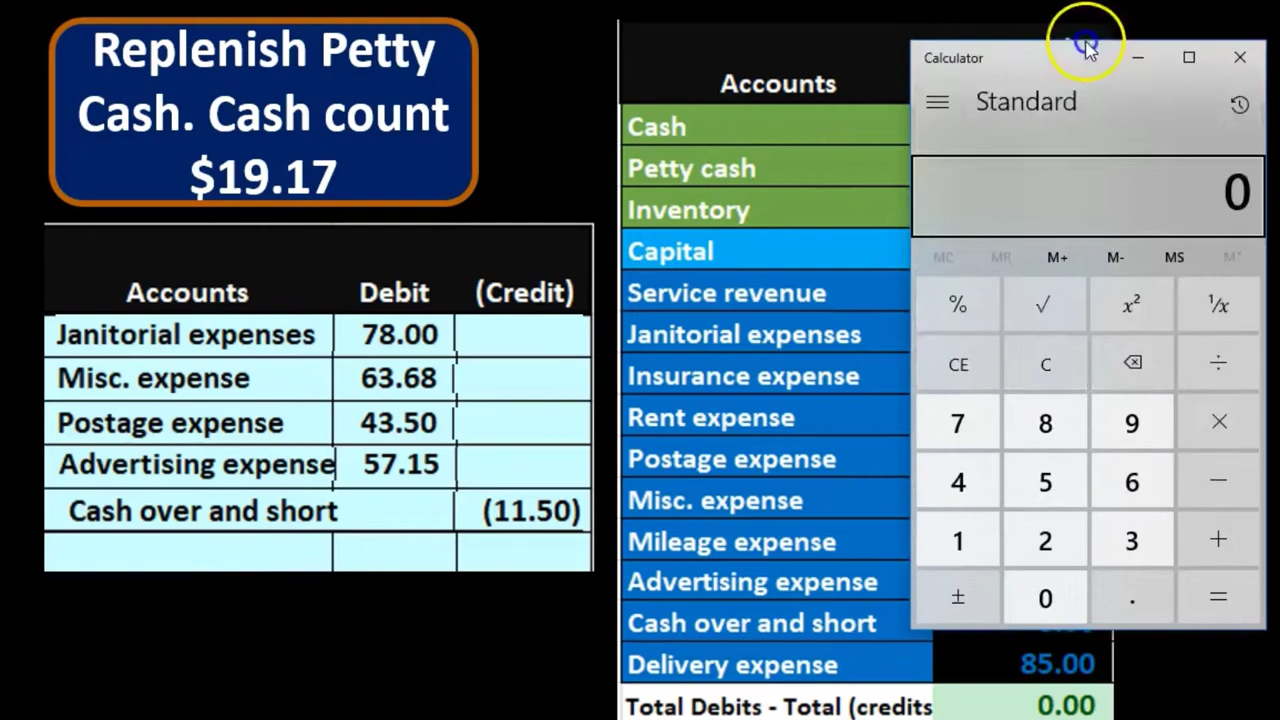 Replenish Petty
Cash. Cash count
$19.17
Accounts Debit (Credit)
Janitorial expenses 78.00
Misc. expense 63.68
Postage expense 43.50
Advertising expense 57.15
Cash over and short (11.50)
Accounts
Cash
Petty cash
Inventory
Capital
Service revenue
Janitorial expenses
Insurance expense
Rent expense
Postage expense
Misc. expense
Mileage expense
Advertising expense
Cash over and short
Delivery expense 85.00
Total Debits - Total (credits 0.00
Calculator
Standard
0
MC MR M+ M- MS
% √ x² ¹/x
CE C ÷
7 8 9 ×
4 5 6 −
1 2 3 +
± 0 . =